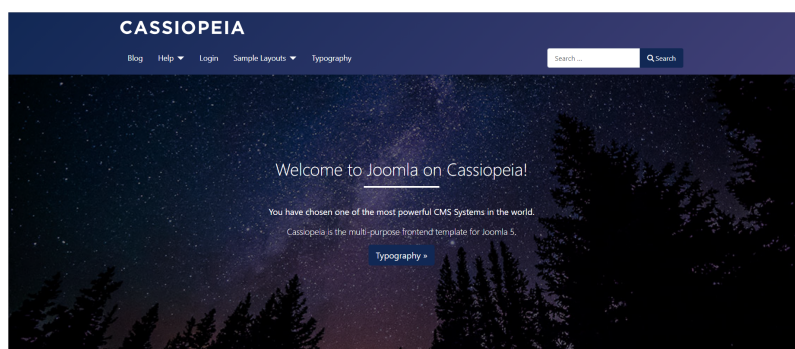 CASSIOPEIA
Blog Help Login Sample Layouts Typography Search ... Search
Welcome to Joomla on Cassiopeia!
You have chosen one of the most powerful CMS Systems in the world.
Cassiopeia is the multi-purpose frontend template for Joomla 5.
Typography »